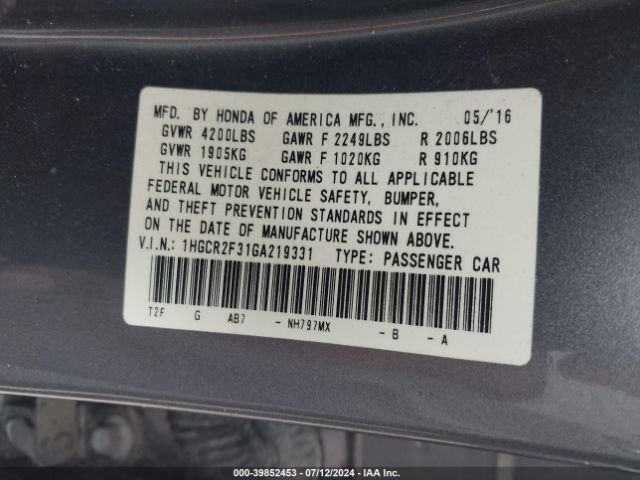 MFD. BY HONDA OF AMERICA MFG., INC. 05/'16
GVWR 4200LBS GAWR F 2249LBS R 2006LBS
GVWR 1905KG GAWR F 1020KG R 910KG
THIS VEHICLE CONFORMS TO ALL APPLICABLE
FEDERAL MOTOR VEHICLE SAFETY, BUMPER,
AND THEFT PREVENTION STANDARDS IN EFFECT
ON THE DATE OF MANUFACTURE SHOWN ABOVE.
V.I.N.: 1HGCR2F31GA219331 TYPE: PASSENGER CAR
T2F G AB7 - NH797MX - B - A
000-39852453 - 07/12/2024 - IAA Inc.